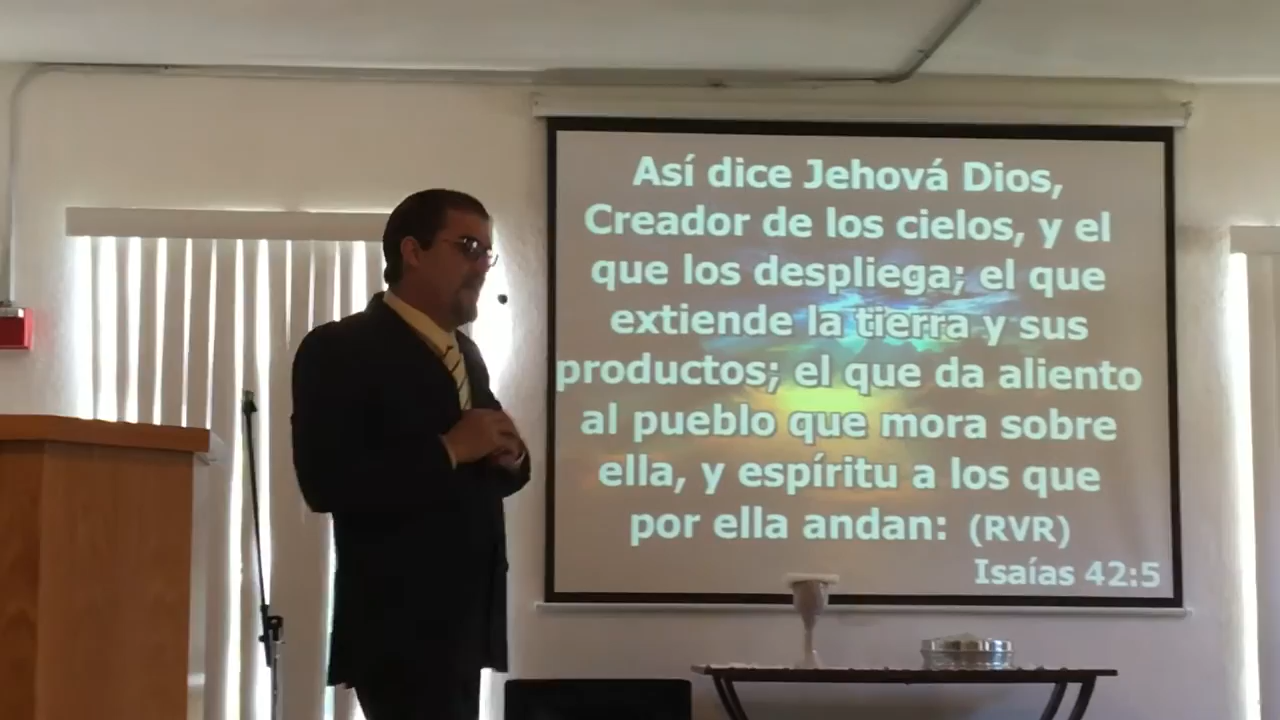 Así dice Jehová Dios,
Creador de los cielos, y el
que los despliega; el que
extiende la tierra y sus
productos; el que da aliento
al pueblo que mora sobre
ella, y espíritu a los que
por ella andan: (RVR)
Isaías 42:5